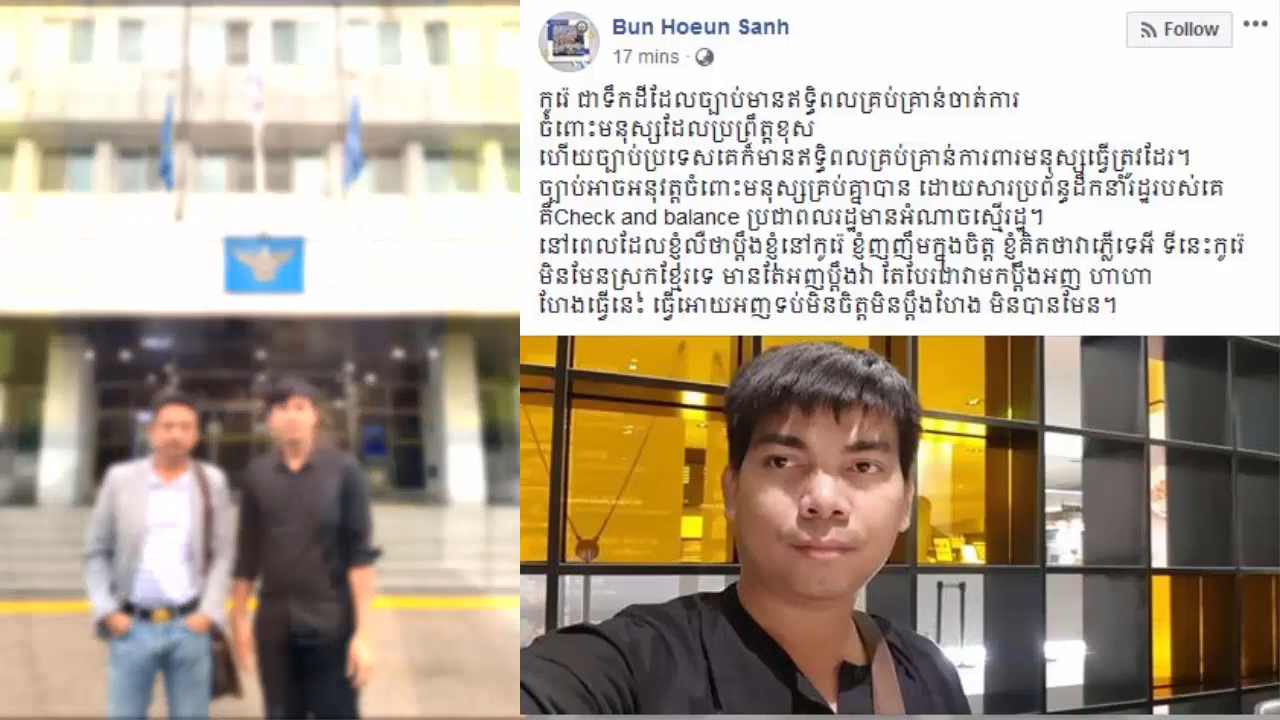 Bun Hoeun Sanh
Follow
17 mins
កូរ៉េ ជាទឹកដីដែលច្បាប់មានឥទ្ធិពលគ្រប់គ្រាន់ចាត់ការ
ចំពោះមនុស្សដែលប្រព្រឹត្តខុស
ហើយច្បាប់ប្រទេសគេក៏មានឥទ្ធិពលគ្រប់គ្រាន់ការពារមនុស្សធ្វើត្រូវដែរ។
ច្បាប់អាចអនុវត្តចំពោះមនុស្សគ្រប់គ្នាបាន ដោយសារប្រព័ន្ធដឹកនាំរដ្ឋរបស់គេ
គឺCheck and balance ប្រជាពលរដ្ឋមានអំណាចស្មើរដ្ឋ។
នៅពេលដែលខ្ញុំលឺថាប្ដឹងខ្ញុំនៅកូរ៉េ ខ្ញុំញញឹមក្នុងចិត្ត ខ្ញុំគិតថាវាភ្លើទេអី ទីនេះកូរ៉េ
មិនមែនស្រុកខ្មែរទេ មានតែអញប្ដឹងវា តែបែរជាវាមកប្ដឹងអញ ហាហា
ហែងធ្វើនេះ ធ្វើអោយអញទប់មិនចិត្តមិនប្ដឹងហែង មិនបានមែន។